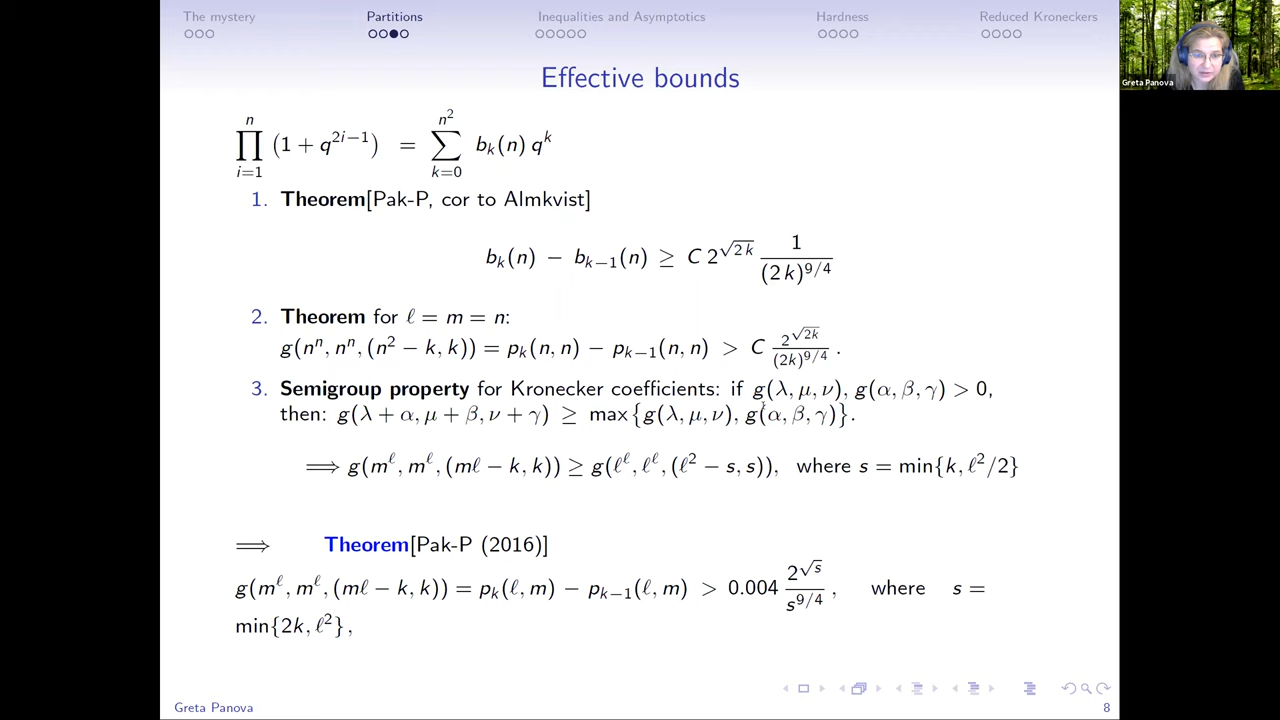 The mystery Partitions Inequalities and Asymptotics Hardness Reduced Kroneckers
Greta Panova
Effective bounds
∏_{i=1}^{n} (1 + q^{2i−1}) = ∑_{k=0}^{n^2} b_k(n) q^k
1. Theorem[Pak-P, cor to Almkvist]
b_k(n) − b_{k−1}(n) ≥ C 2^{√2k} 1/(2k)^{9/4}
2. Theorem for ℓ = m = n:
g(n^n, n^n, (n^2 − k, k)) = p_k(n, n) − p_{k−1}(n, n) > C 2^{√2k}/(2k)^{9/4} .
3. Semigroup property for Kronecker coefficients: if g(λ, μ, ν), g(α, β, γ) > 0,
then: g(λ + α, μ + β, ν + γ) ≥ max{g(λ, μ, ν), g(α, β, γ)}.
⟹ g(m^ℓ, m^ℓ, (mℓ − k, k)) ≥ g(ℓ^ℓ, ℓ^ℓ, (ℓ^2 − s, s)), where s = min{k, ℓ^2/2}
⟹ Theorem[Pak-P (2016)]
g(m^ℓ, m^ℓ, (mℓ − k, k)) = p_k(ℓ, m) − p_{k−1}(ℓ, m) > 0.004 2^{√s}/s^{9/4} , where s =
min{2k, ℓ^2} ,
Greta Panova 8